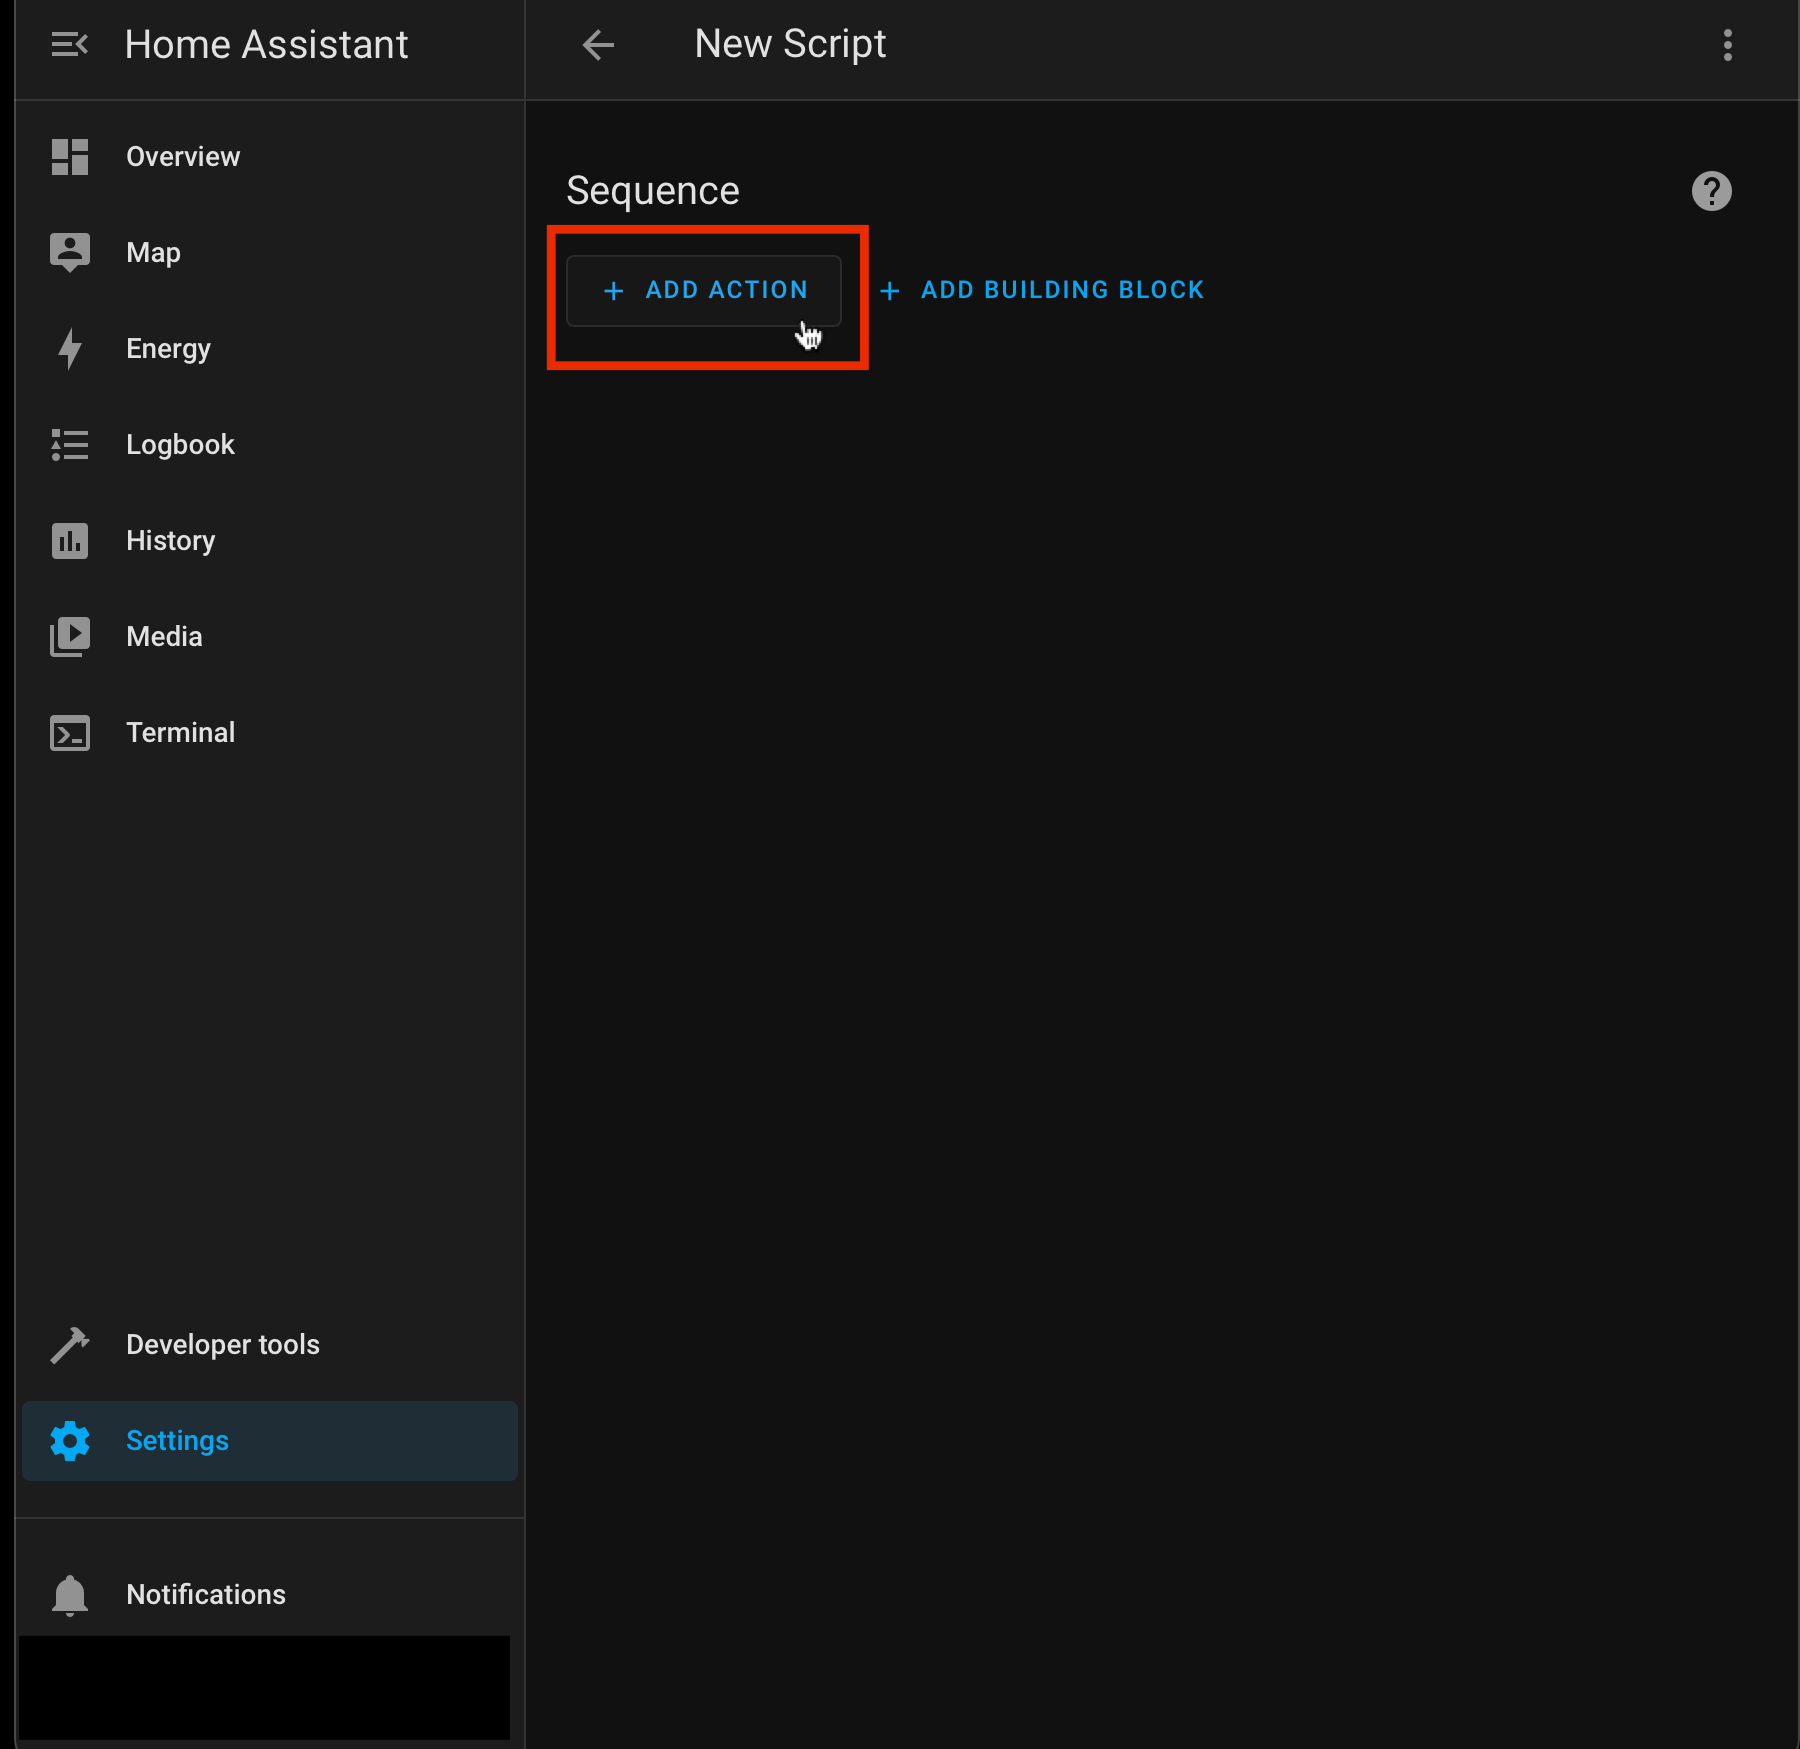 Home Assistant
New Script
Overview
Map
Energy
Logbook
History
Media
Terminal
Developer tools
Settings
Notifications
Sequence
ADD ACTION
ADD BUILDING BLOCK